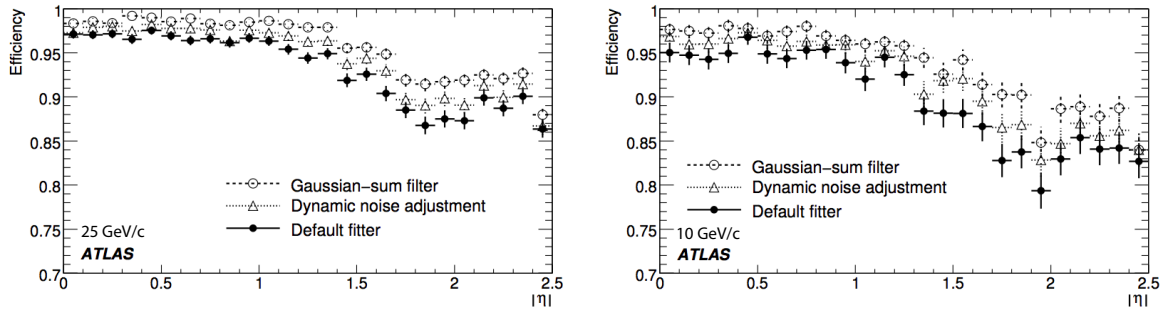 Efficiency
1
0.95
0.9
0.85
0.8
0.75
0.7
Gaussian−sum filter
Dynamic noise adjustment
Default fitter
25 GeV/c
ATLAS
0 0.5 1 1.5 2 2.5
|η|
Efficiency
1
0.95
0.9
0.85
0.8
0.75
0.7
Gaussian−sum filter
Dynamic noise adjustment
Default fitter
10 GeV/c
ATLAS
0 0.5 1 1.5 2 2.5
|η|